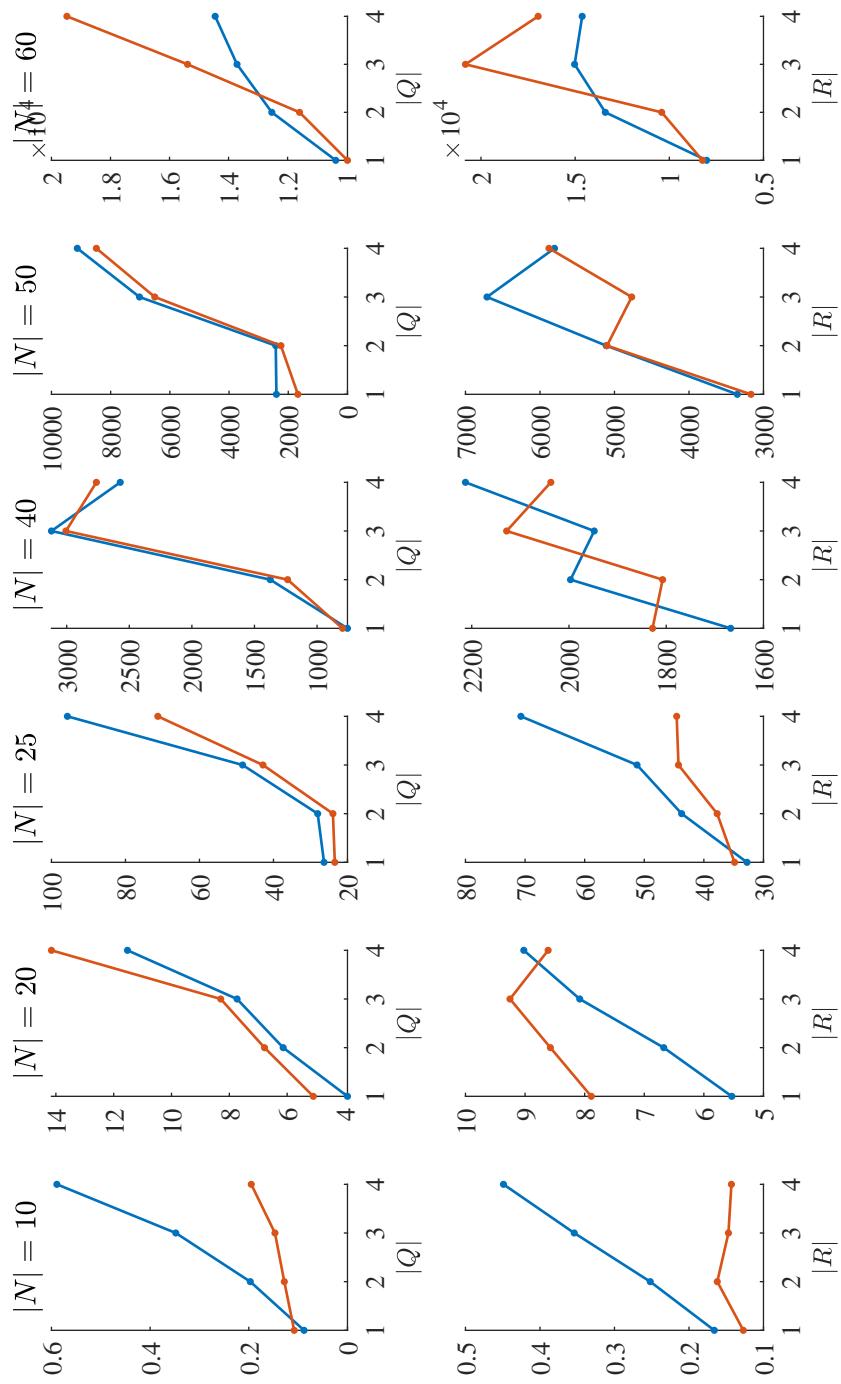 |N| = 10
0.6
0.4
0.2
0
1 2 3 4
|Q|
|N| = 20
14
12
10
8
6
4
1 2 3 4
|Q|
|N| = 25
100
80
60
40
20
1 2 3 4
|Q|
|N| = 40
3000
2500
2000
1500
1000
1 2 3 4
|Q|
|N| = 50
10000
8000
6000
4000
2000
0
1 2 3 4
|Q|
|N| = 60
×10⁴
2
1.8
1.6
1.4
1.2
1
1 2 3 4
|Q|
0.5
0.4
0.3
0.2
0.1
1 2 3 4
|R|
10
9
8
7
6
5
1 2 3 4
|R|
80
70
60
50
40
30
1 2 3 4
|R|
2200
2000
1800
1600
1 2 3 4
|R|
7000
6000
5000
4000
3000
1 2 3 4
|R|
×10⁴
2
1.5
1
0.5
1 2 3 4
|R|